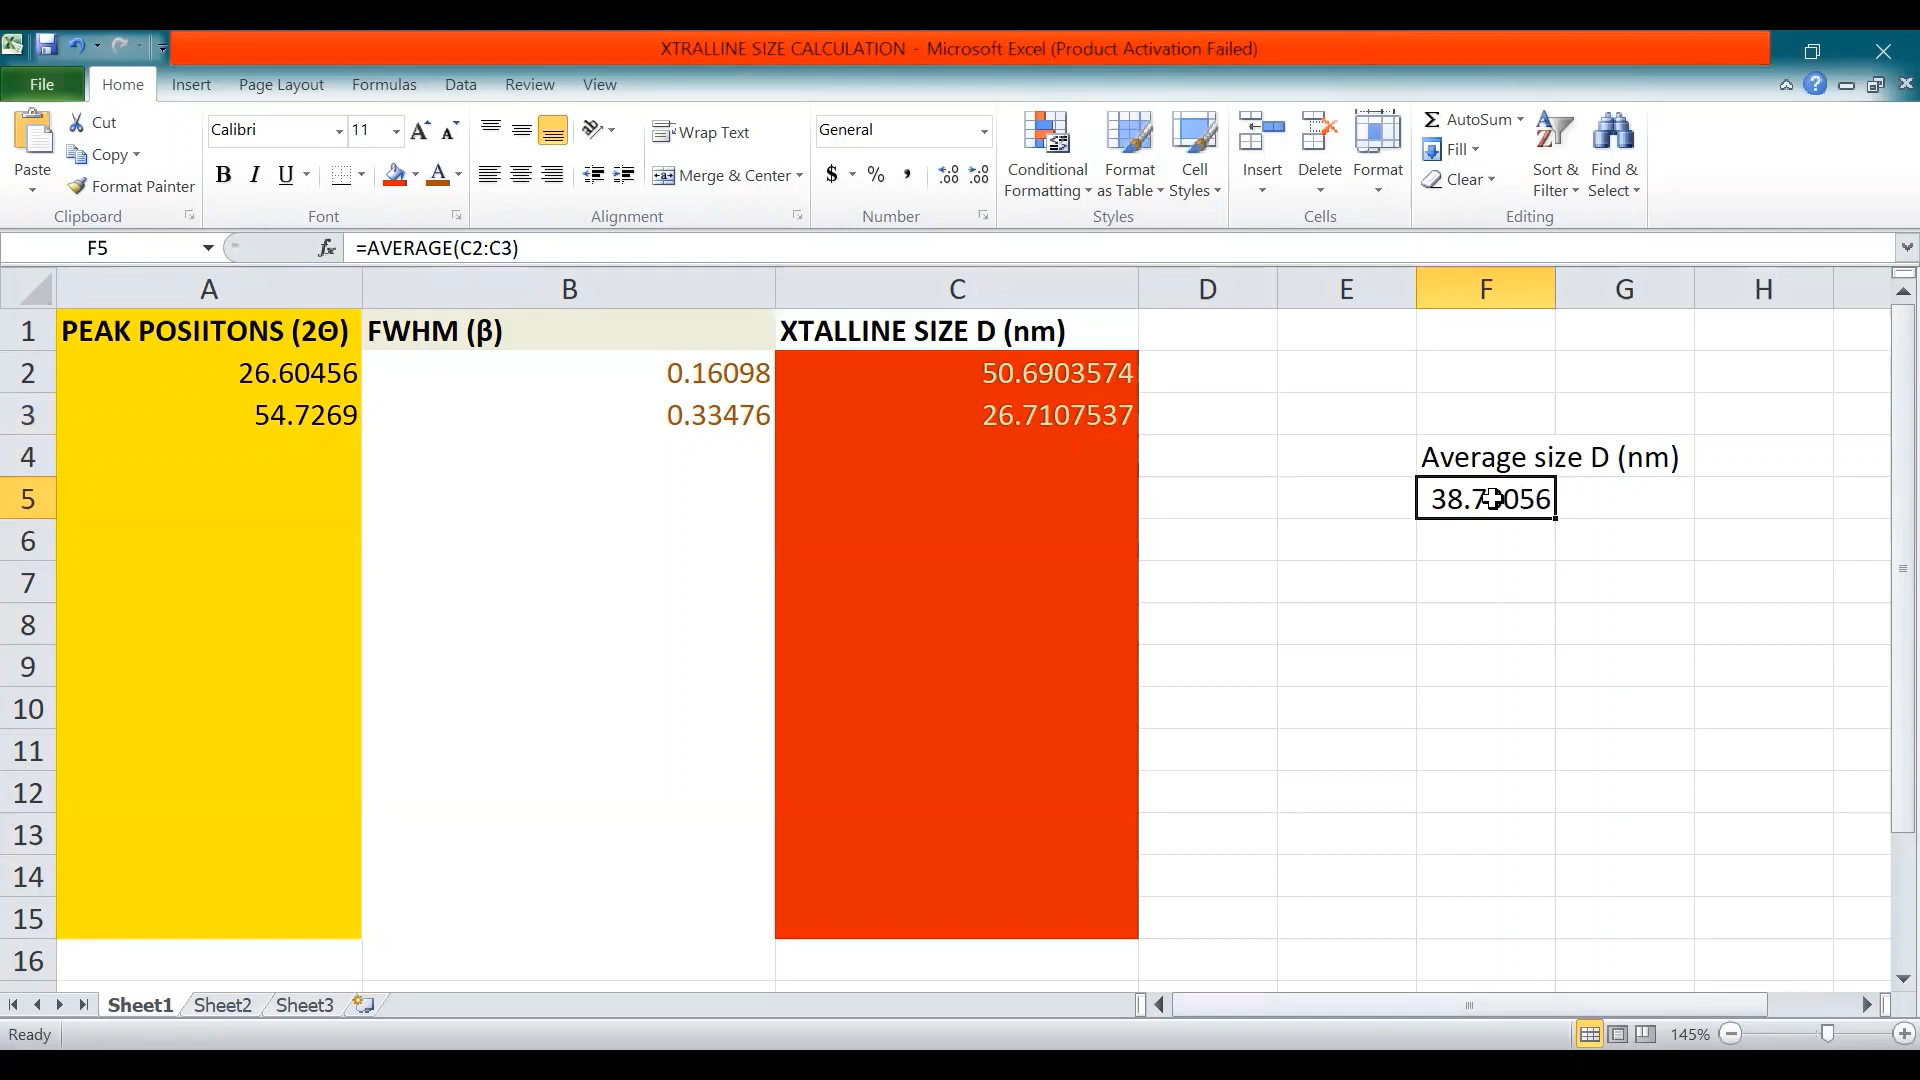 XTRALLINE SIZE CALCULATION - Microsoft Excel (Product Activation Failed)
File Home Insert Page Layout Formulas Data Review View
Paste Cut Copy Format Painter
Clipboard
Calibri 11
B I U
Font
Wrap Text
Merge & Center
Alignment
General
$ % ,
Number
Conditional Formatting
Format as Table
Cell Styles
Styles
Insert Delete Format
Cells
Σ AutoSum
Fill
Clear
Sort & Filter
Find & Select
Editing
F5 fx =AVERAGE(C2:C3)
A B C D E F G H
1 PEAK POSIITONS (2Θ) FWHM (β) XTALLINE SIZE D (nm)
2 26.60456 0.16098 50.6903574
3 54.7269 0.33476 26.7107537
4 Average size D (nm)
5
6
7
8
9
10
11
12
13
14
15
16
Sheet1 Sheet2 Sheet3
Ready 145%